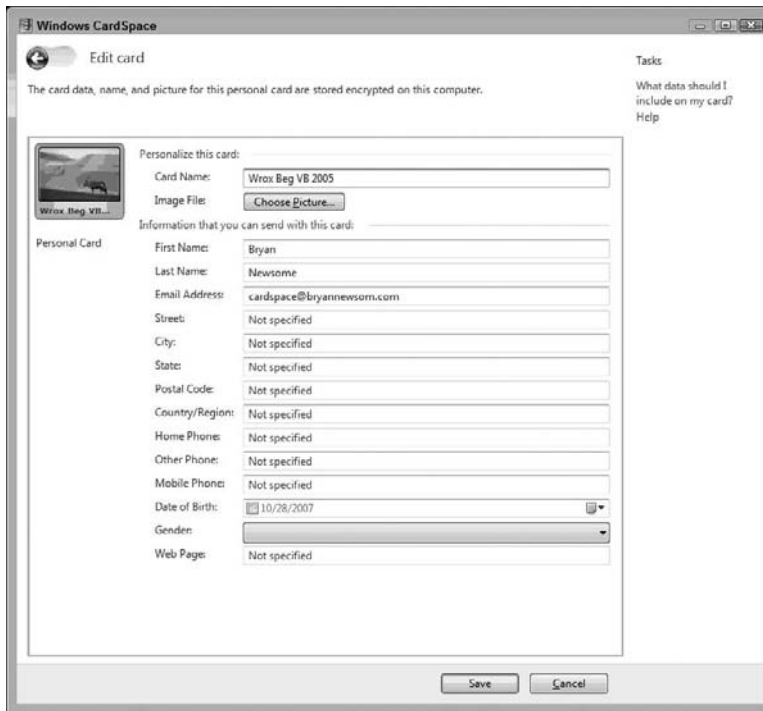 Windows CardSpace
Edit card
The card data, name, and picture for this personal card are stored encrypted on this computer.
Tasks
What data should I
include on my card?
Help
Wrox Beg VB...
Personal Card
Personalize this card:
Card Name: Wrox Beg VB 2005
Image File: Choose Picture...
Information that you can send with this card:
First Name: Bryan
Last Name: Newsome
Email Address: cardspace@bryannewsom.com
Street: Not specified
City: Not specified
State: Not specified
Postal Code: Not specified
Country/Region: Not specified
Home Phone: Not specified
Other Phone: Not specified
Mobile Phone: Not specified
Date of Birth: 10/28/2007
Gender:
Web Page: Not specified
Save Cancel